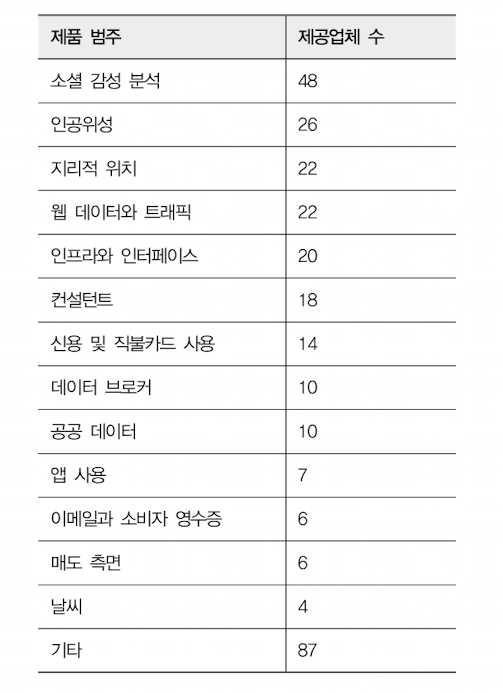 제품 범주 제공업체 수
소셜 감성 분석 48
인공위성 26
지리적 위치 22
웹 데이터와 트래픽 22
인프라와 인터페이스 20
컨설턴트 18
신용 및 직불카드 사용 14
데이터 브로커 10
공공 데이터 10
앱 사용 7
이메일과 소비자 영수증 6
매도 측면 6
날씨 4
기타 87